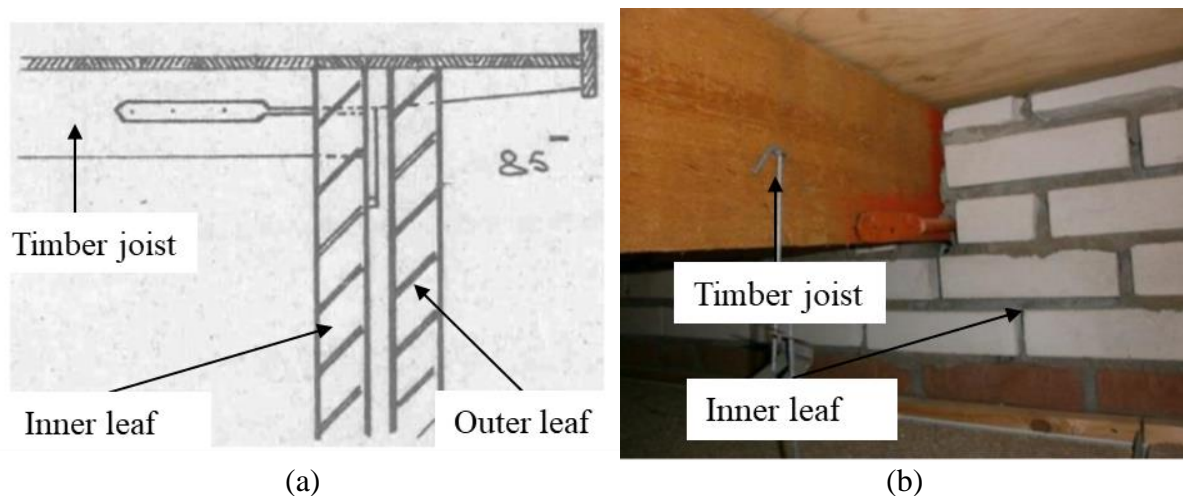 85
Timber joist
Inner leaf
Outer leaf
(a)
Timber joist
Inner leaf
(b)